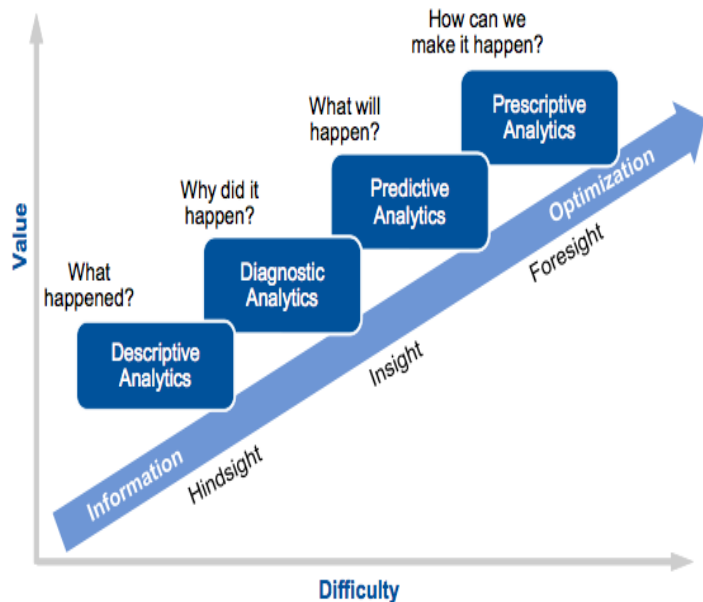 How can we
make it happen?
Prescriptive
Analytics
What will
happen?
Predictive
Analytics
Why did it
happen?
Diagnostic
Analytics
What
happened?
Descriptive
Analytics
Value
Information
Optimization
Hindsight
Insight
Foresight
Difficulty